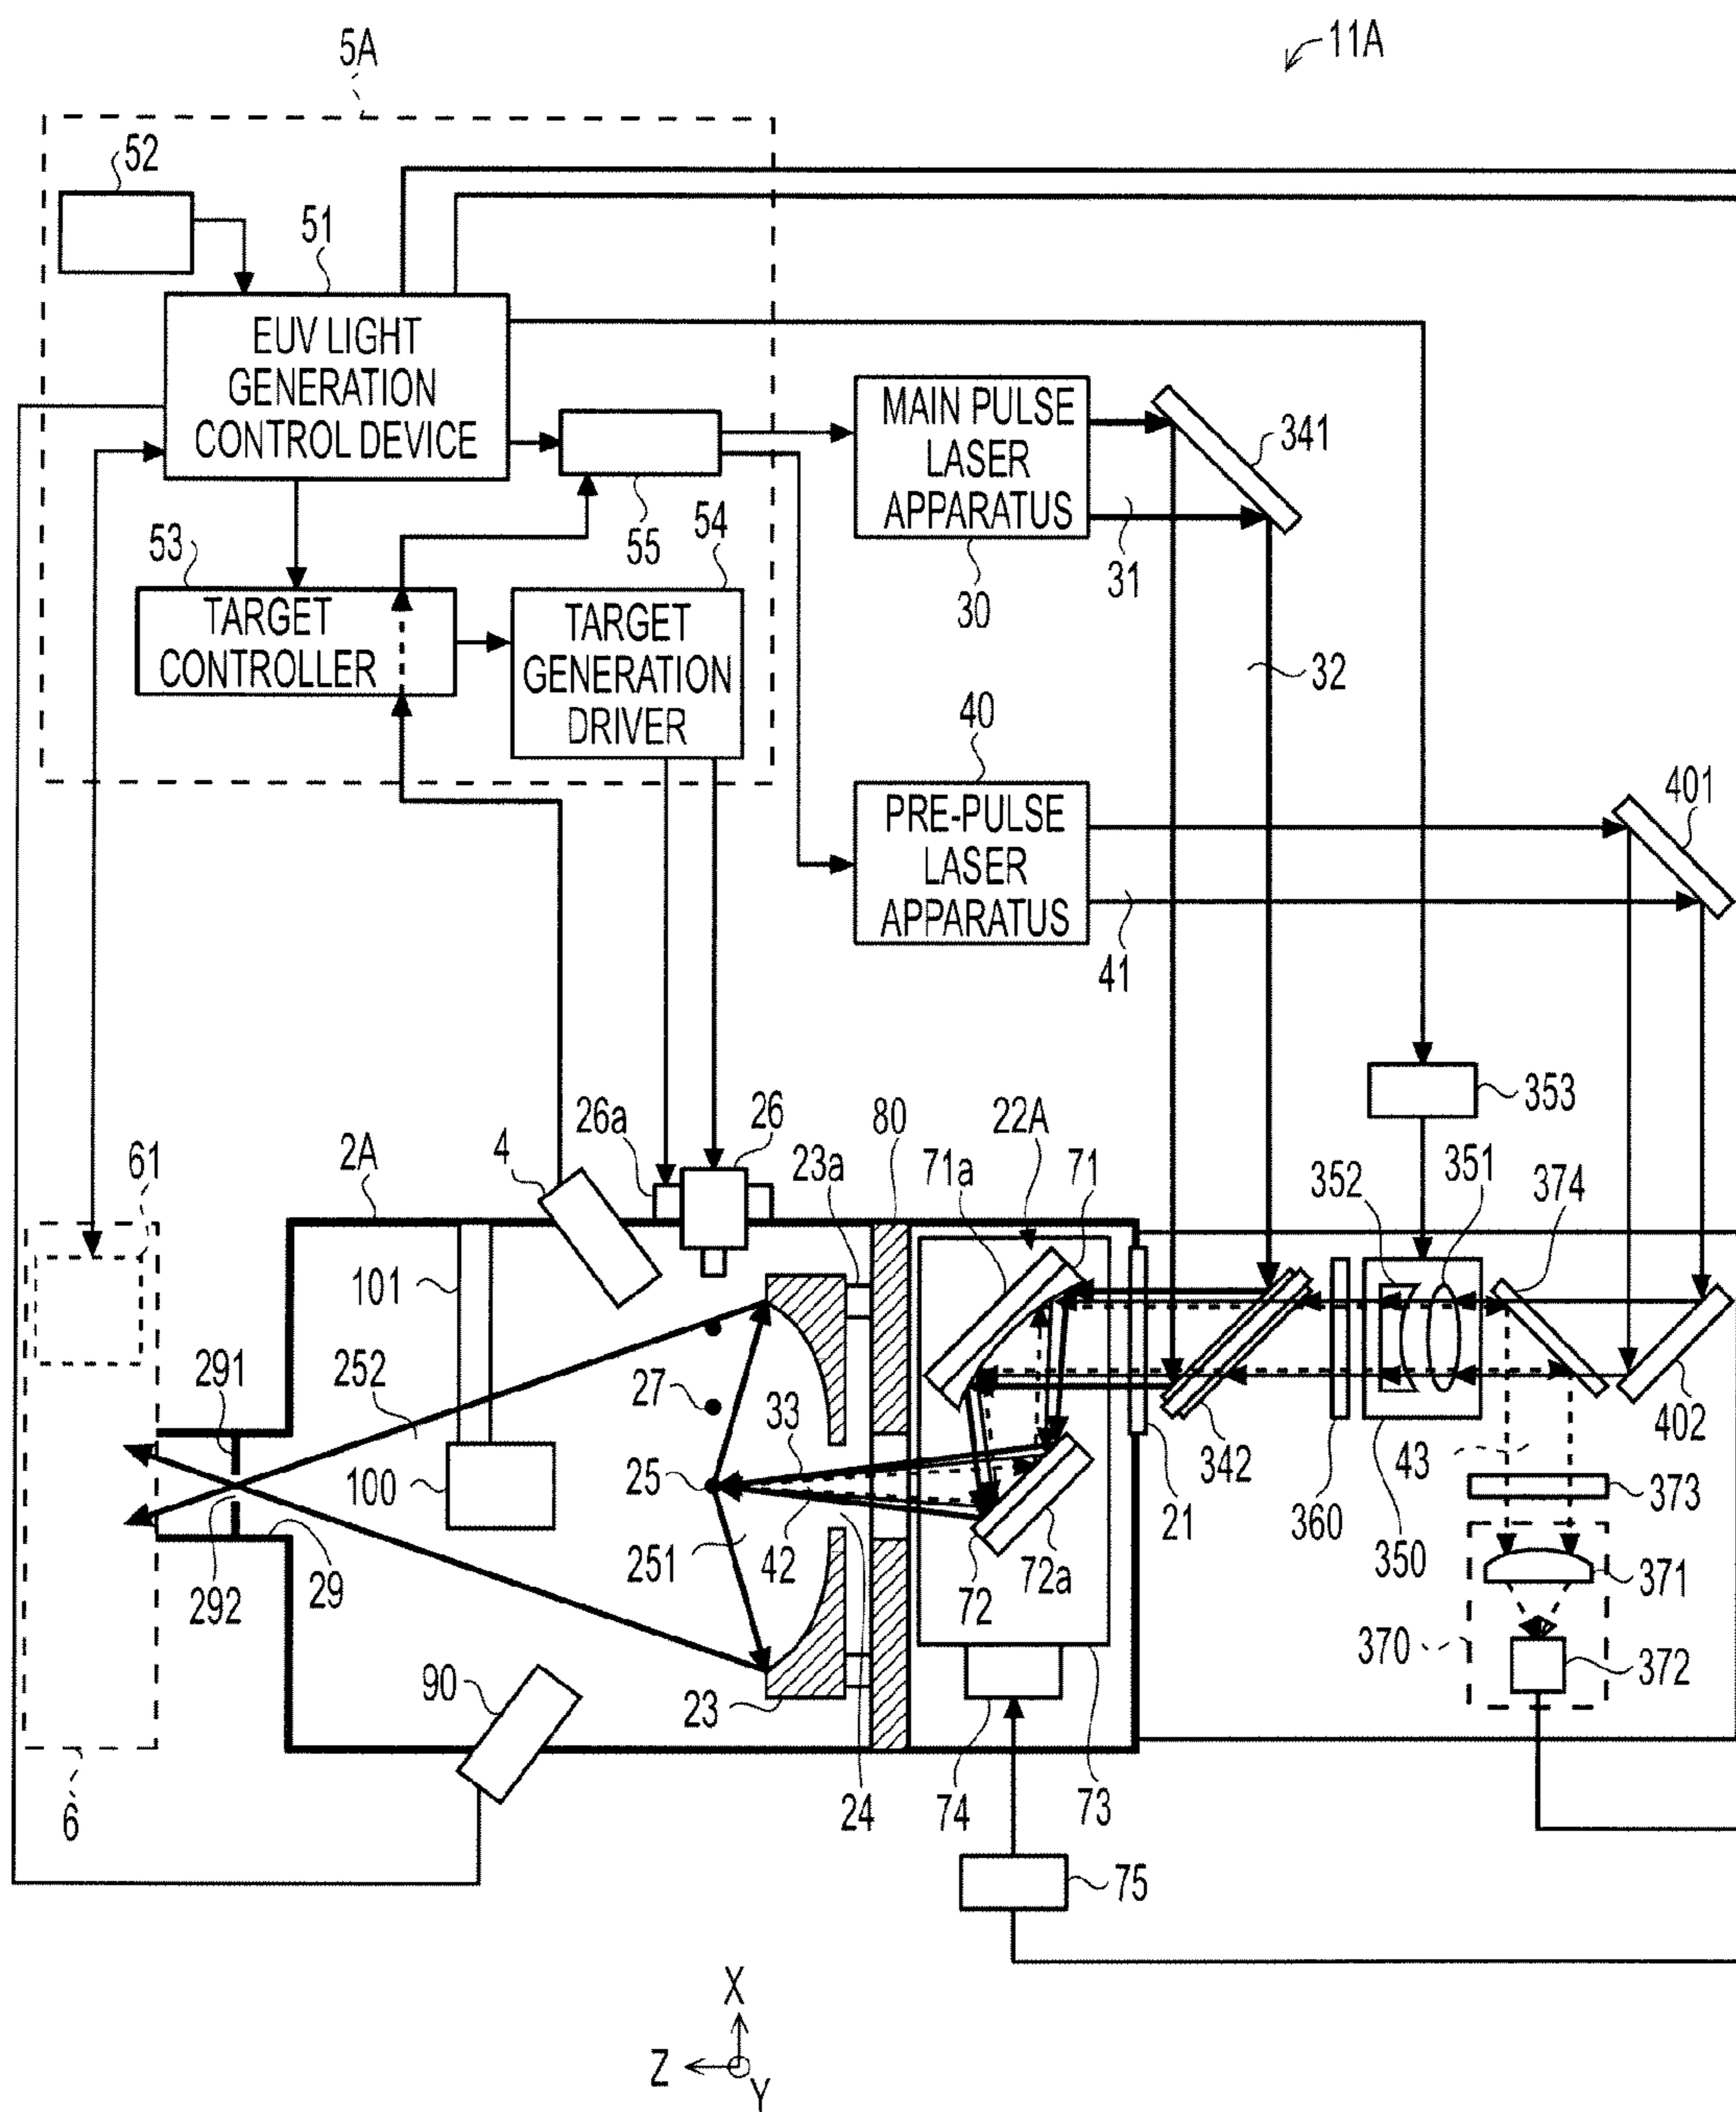 11A
5A
52
51
EUV LIGHT
GENERATION
CONTROL DEVICE
MAIN PULSE
LASER
APPARATUS
341
55
54
53
31
30
TARGET
CONTROLLER
TARGET
GENERATION
DRIVER
32
40
401
PRE-PULSE
LASER
APPARATUS
41
353
26a
26
80
22A
4
23a
71a
71
2A
61
352
351
374
101
291
252
27
33
100
25
342
43
402
373
21
360
350
251
42
72
72a
292
29
371
370
372
90
23
6
24
74
73
75
X
Z
Y